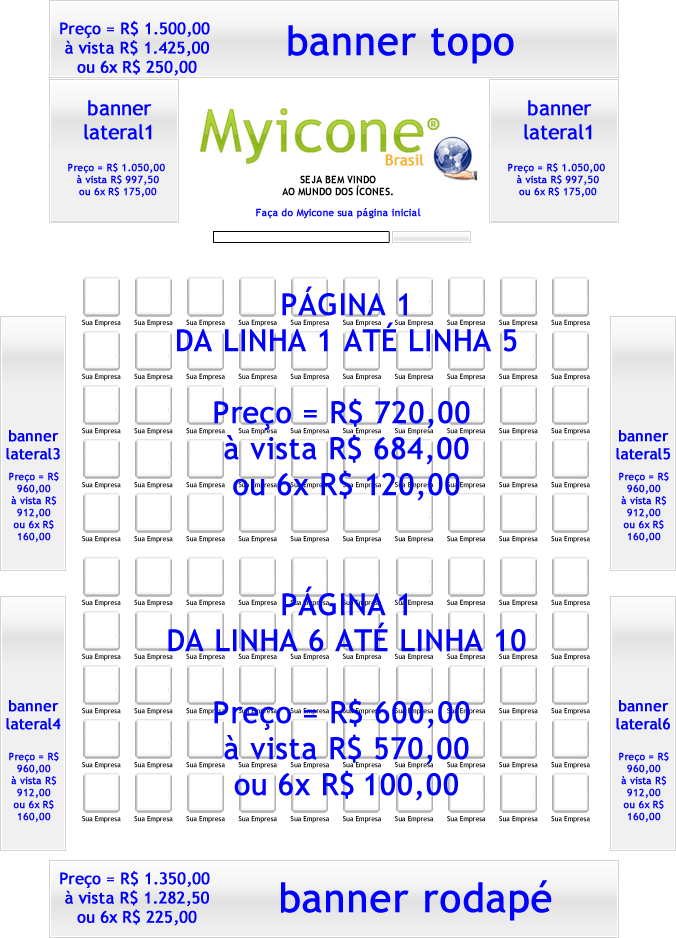 Preço = R$ 1.500,00
à vista R$ 1.425,00
ou 6x R$ 250,00
banner topo
banner
lateral1
Preço = R$ 1.050,00
à vista R$ 997,50
ou 6x R$ 175,00
Myicone®
Brasil
SEJA BEM VINDO
AO MUNDO DOS ÍCONES.
Faça do Myicone sua página inicial
banner
lateral1
Preço = R$ 1.050,00
à vista R$ 997,50
ou 6x R$ 175,00
PÁGINA 1
Sua Empresa Sua Empresa Sua Empresa Sua Empresa Sua Empresa Sua Empresa Sua Empresa Sua Empresa Sua Empresa Sua Empresa
DA LINHA 1 ATÉ LINHA 5
Sua Empresa Sua Empresa Sua Empresa Sua Empresa Sua Empresa Sua Empresa Sua Empresa Sua Empresa Sua Empresa Sua Empresa
Preço = R$ 720,00
Sua Empresa Sua Empresa Sua Empresa Sua Empresa Sua Empresa Sua Empresa Sua Empresa Sua Empresa Sua Empresa Sua Empresa
à vista R$ 684,00
ou 6x R$ 120,00
Sua Empresa Sua Empresa Sua Empresa Sua Empresa Sua Empresa Sua Empresa Sua Empresa Sua Empresa Sua Empresa Sua Empresa
Sua Empresa Sua Empresa Sua Empresa Sua Empresa Sua Empresa Sua Empresa Sua Empresa Sua Empresa Sua Empresa Sua Empresa
banner
lateral3
Preço = R$
960,00
à vista R$
912,00
ou 6x R$
160,00
banner
lateral5
Preço = R$
960,00
à vista R$
912,00
ou 6x R$
160,00
PÁGINA 1
Sua Empresa Sua Empresa Sua Empresa Sua Empresa Sua Empresa Sua Empresa Sua Empresa Sua Empresa Sua Empresa Sua Empresa
DA LINHA 6 ATÉ LINHA 10
Sua Empresa Sua Empresa Sua Empresa Sua Empresa Sua Empresa Sua Empresa Sua Empresa Sua Empresa Sua Empresa Sua Empresa
Preço = R$ 600,00
Sua Empresa Sua Empresa Sua Empresa Sua Empresa Sua Empresa Sua Empresa Sua Empresa Sua Empresa Sua Empresa Sua Empresa
à vista R$ 570,00
Sua Empresa Sua Empresa Sua Empresa Sua Empresa Sua Empresa Sua Empresa Sua Empresa Sua Empresa Sua Empresa Sua Empresa
ou 6x R$ 100,00
Sua Empresa Sua Empresa Sua Empresa Sua Empresa Sua Empresa Sua Empresa Sua Empresa Sua Empresa Sua Empresa Sua Empresa
banner
lateral4
Preço = R$
960,00
à vista R$
912,00
ou 6x R$
160,00
banner
lateral6
Preço = R$
960,00
à vista R$
912,00
ou 6x R$
160,00
Preço = R$ 1.350,00
à vista R$ 1.282,50
ou 6x R$ 225,00
banner rodapé